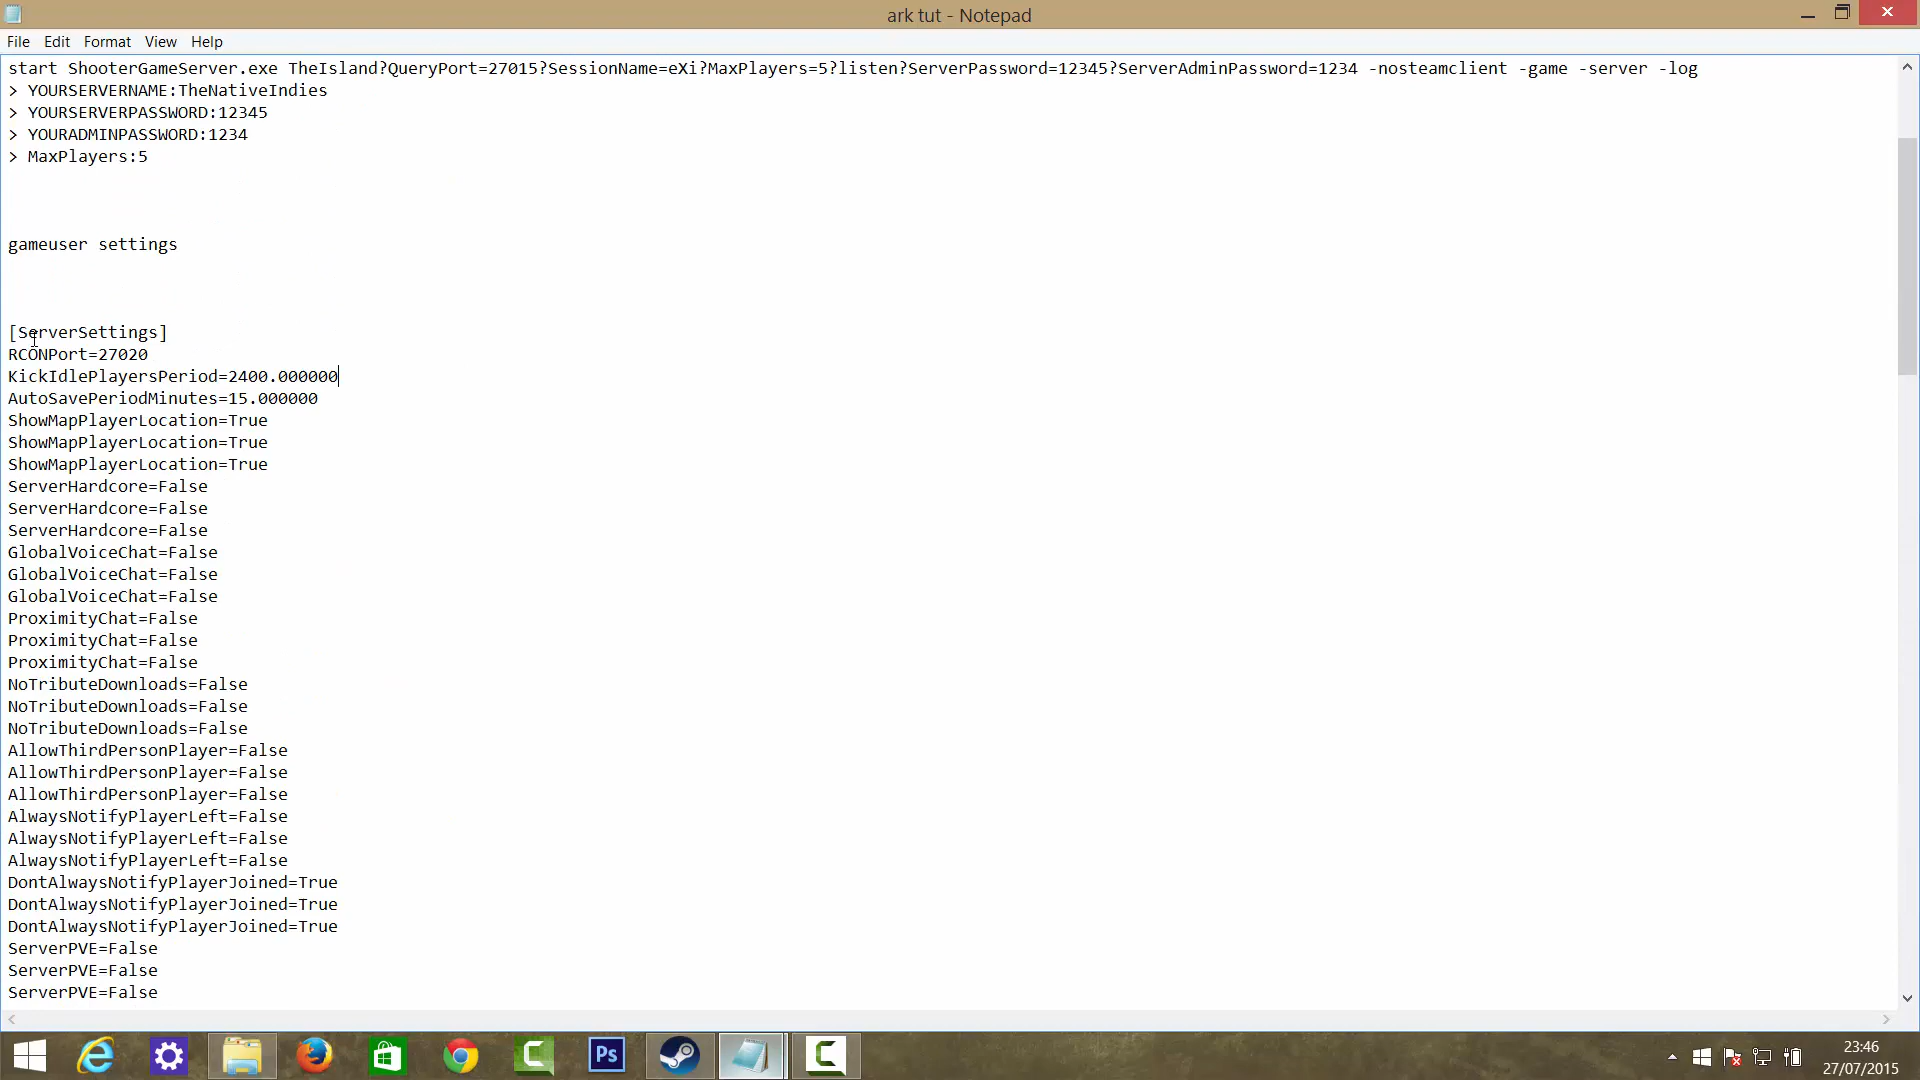 ark tut - Notepad
File Edit Format View Help
start ShooterGameServer.exe TheIsland?QueryPort=27015?SessionName=eXi?MaxPlayers=5?listen?ServerPassword=12345?ServerAdminPassword=1234 -nosteamclient -game -server -log
> YOURSERVERNAME:TheNativeIndies
> YOURSERVERPASSWORD:12345
> YOURADMINPASSWORD:1234
> MaxPlayers:5
gameuser settings
[ServerSettings]
RCONPort=27020
KickIdlePlayersPeriod=2400.000000
AutoSavePeriodMinutes=15.000000
ShowMapPlayerLocation=True
ShowMapPlayerLocation=True
ShowMapPlayerLocation=True
ServerHardcore=False
ServerHardcore=False
ServerHardcore=False
GlobalVoiceChat=False
GlobalVoiceChat=False
GlobalVoiceChat=False
ProximityChat=False
ProximityChat=False
ProximityChat=False
NoTributeDownloads=False
NoTributeDownloads=False
NoTributeDownloads=False
AllowThirdPersonPlayer=False
AllowThirdPersonPlayer=False
AllowThirdPersonPlayer=False
AlwaysNotifyPlayerLeft=False
AlwaysNotifyPlayerLeft=False
AlwaysNotifyPlayerLeft=False
DontAlwaysNotifyPlayerJoined=True
DontAlwaysNotifyPlayerJoined=True
DontAlwaysNotifyPlayerJoined=True
ServerPVE=False
ServerPVE=False
ServerPVE=False
Ps
23:46
27/07/2015